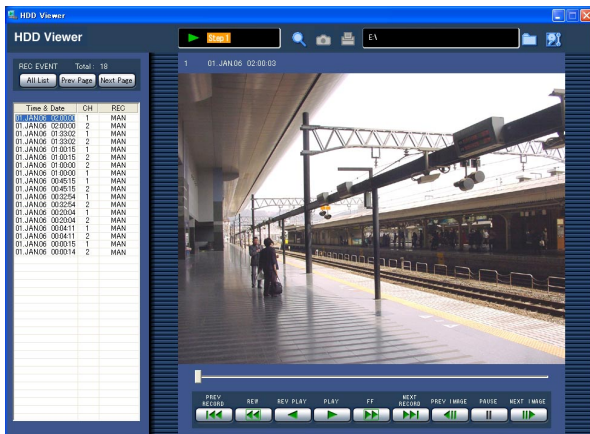 HDD Viewer
HDD Viewer
Step 1
E:\
REC EVENT Total : 18
All List Prev Page Next Page
1 01.JAN.06 02:00:03
Time & Date CH REC
01.JAN.06 02:00:00 1 MAN
01.JAN.06 02:00:00 2 MAN
01.JAN.06 01:33:02 1 MAN
01.JAN.06 01:33:02 2 MAN
01.JAN.06 01:00:15 1 MAN
01.JAN.06 01:00:15 2 MAN
01.JAN.06 01:00:00 2 MAN
01.JAN.06 01:00:00 1 MAN
01.JAN.06 00:45:15 1 MAN
01.JAN.06 00:45:15 2 MAN
01.JAN.06 00:32:54 1 MAN
01.JAN.06 00:32:54 2 MAN
01.JAN.06 00:20:04 1 MAN
01.JAN.06 00:20:04 2 MAN
01.JAN.06 00:04:11 1 MAN
01.JAN.06 00:04:11 2 MAN
01.JAN.06 00:00:15 1 MAN
01.JAN.06 00:00:14 2 MAN
PREV RECORD REW REV PLAY PLAY FF NEXT RECORD PREV IMAGE PAUSE NEXT IMAGE